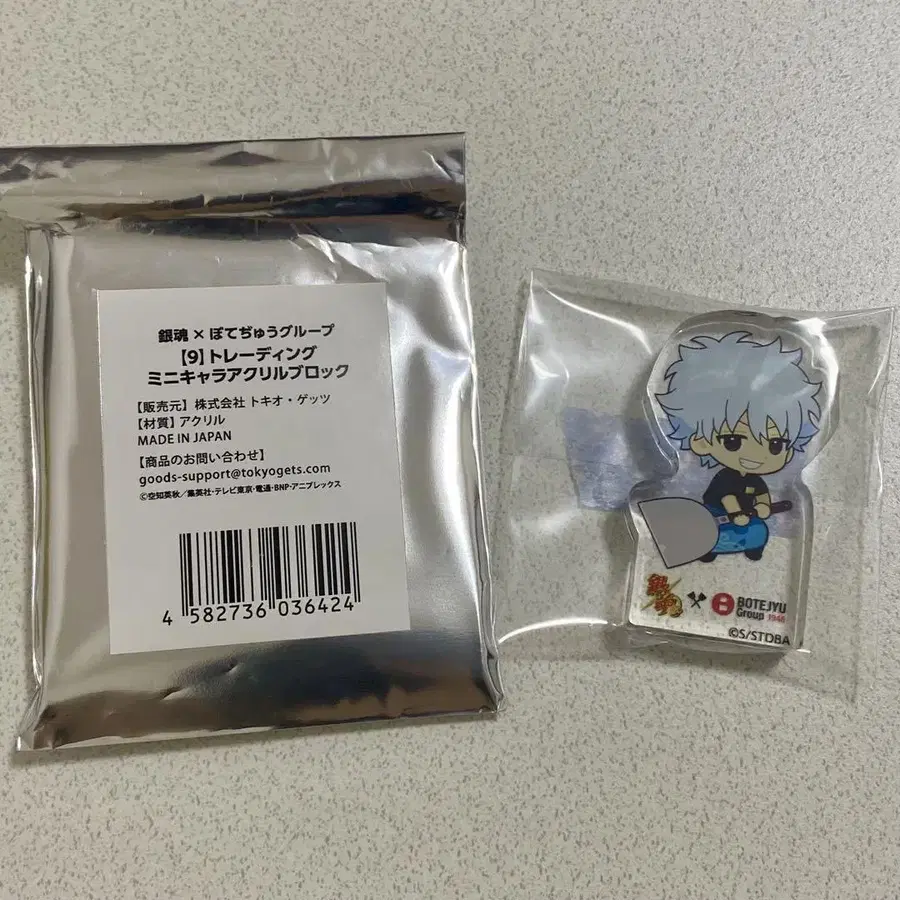 銀魂 × ぼてぢゅうグループ
【9】トレーディング
ミニキャラアクリルブロック
【販売元】株式会社 トキオ・ゲッツ
【材質】アクリル
MADE IN JAPAN
【商品のお問い合わせ】
goods-support@tokyogets.com
©空知英秋／集英社・テレビ東京・電通・BNP・アニプレックス
4 582736 036424
銀魂
BOTEJYU
Group 1946
©S/STDBA